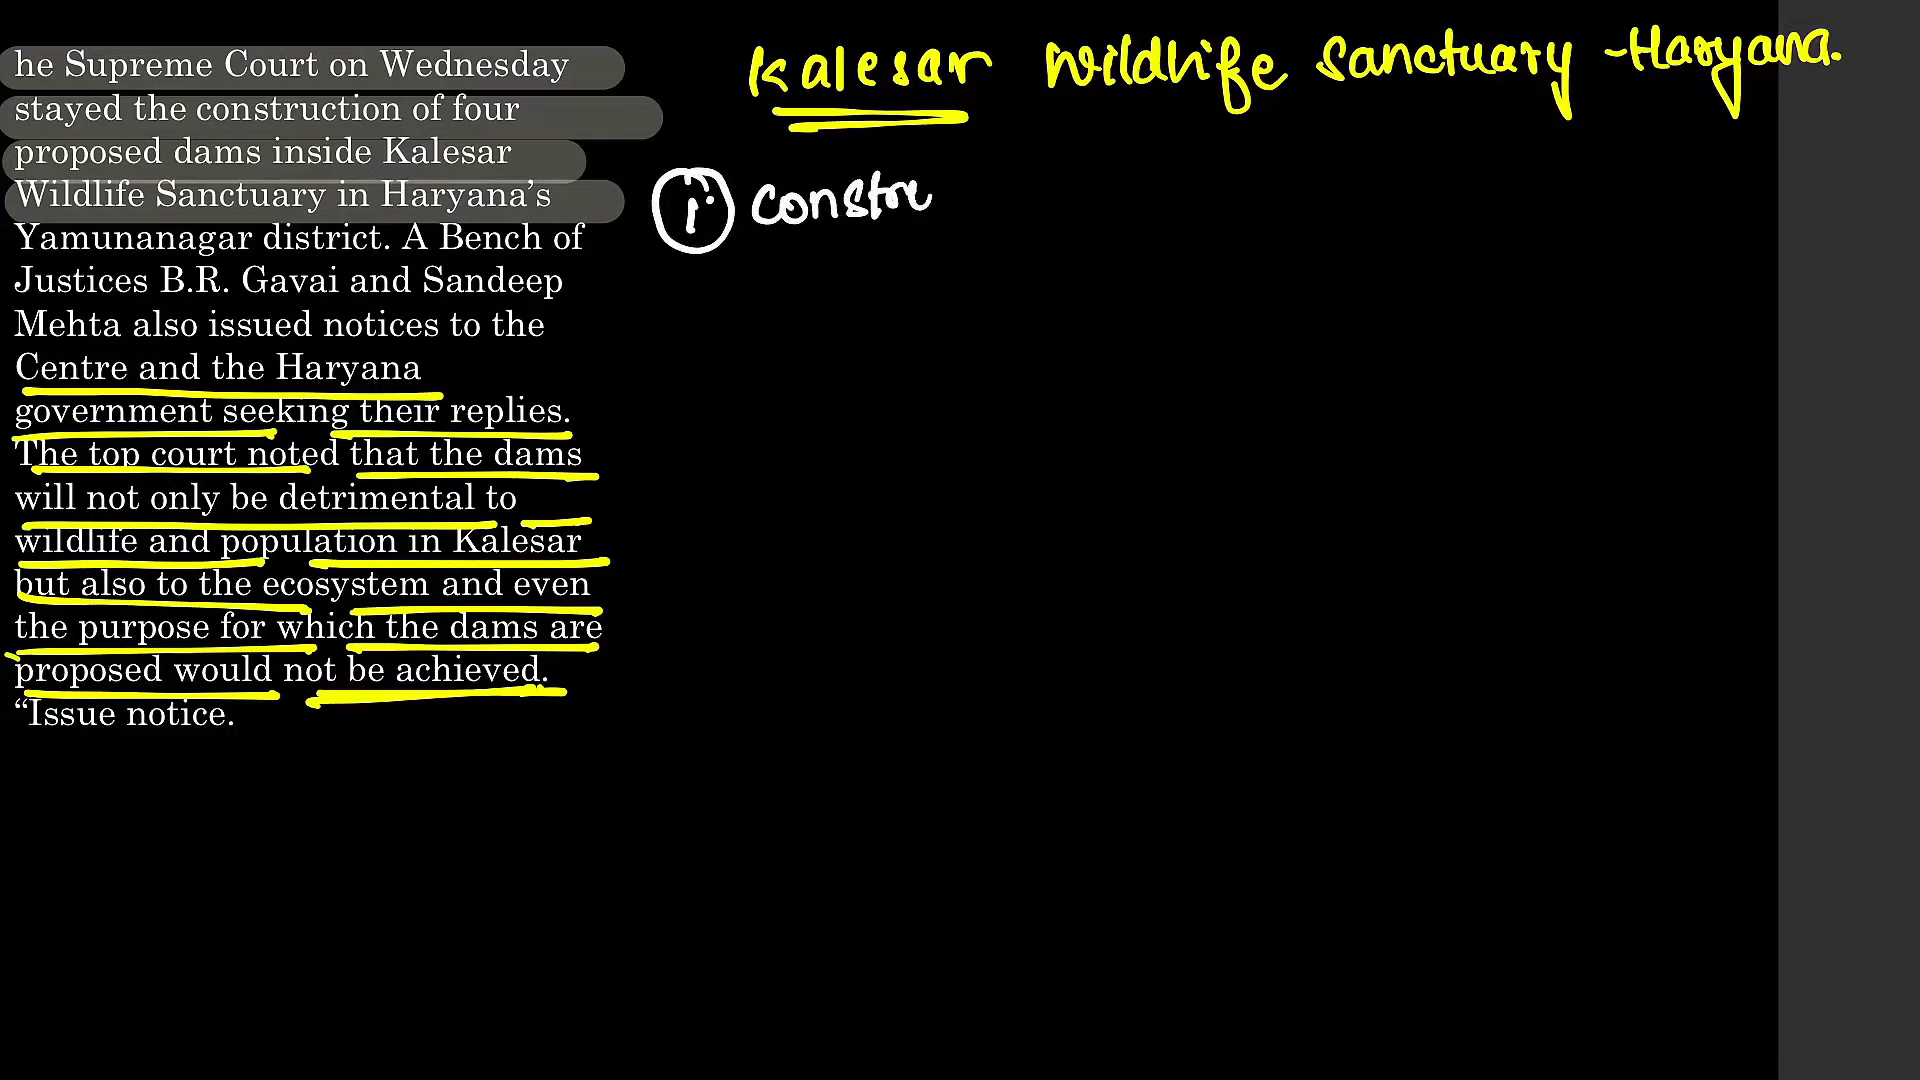 he Supreme Court on Wednesday
stayed the construction of four
proposed dams inside Kalesar
Wildlife Sanctuary in Haryana’s
Yamunanagar district. A Bench of
Justices B.R. Gavai and Sandeep
Mehta also issued notices to the
Centre and the Haryana
government seeking their replies.
The top court noted that the dams
will not only be detrimental to
wildlife and population in Kalesar
but also to the ecosystem and even
the purpose for which the dams are
proposed would not be achieved.
“Issue notice.
Kalesar Wildlife Sanctuary - Haryana.
i constru